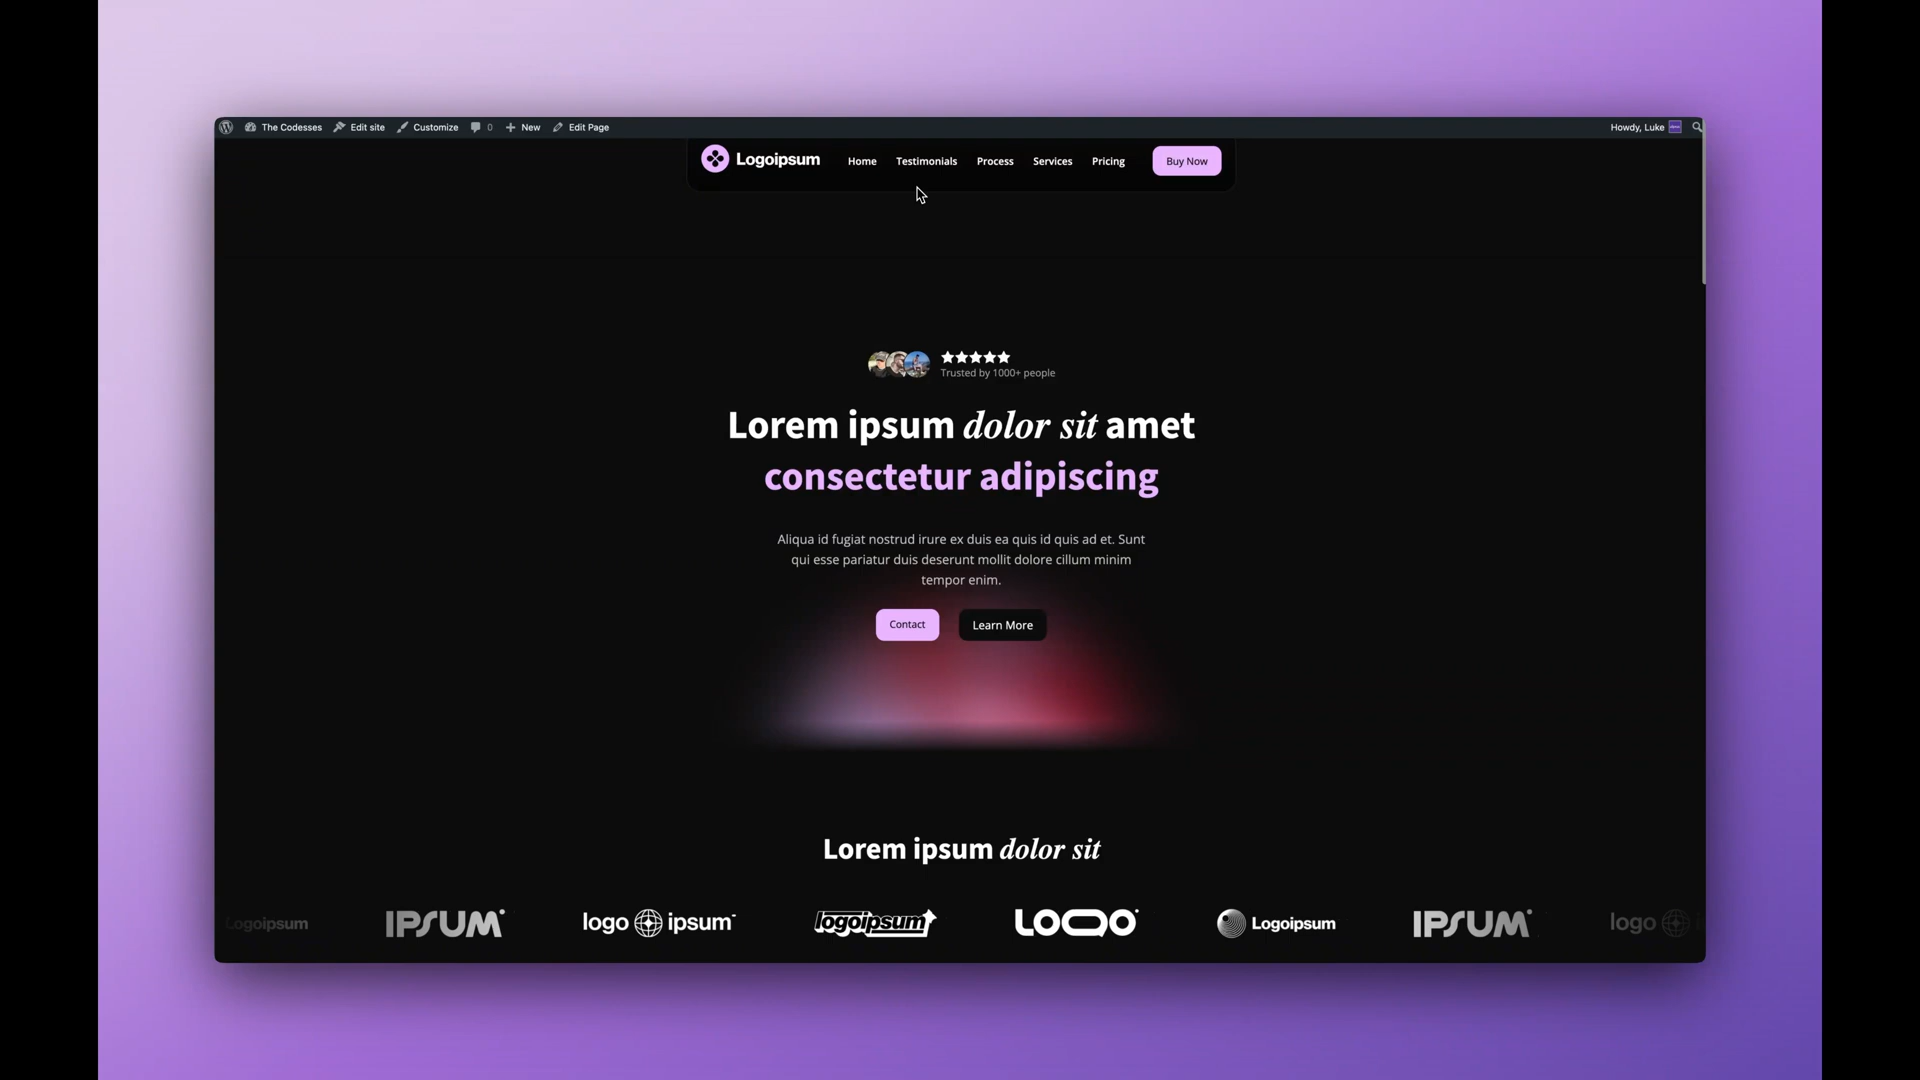 The Codesses Edit site Customize 0 New Edit Page Howdy, Luke
Logoipsum Home Testimonials Process Services Pricing Buy Now
Trusted by 1000+ people
Lorem ipsum dolor sit amet
consectetur adipiscing
Aliqua id fugiat nostrud irure ex duis ea quis id quis ad et. Sunt
qui esse pariatur duis deserunt mollit dolore cillum minim
tempor enim.
Contact Learn More
Lorem ipsum dolor sit
Logoipsum IPSUM logo ipsum logoipsum LOQO Logoipsum IPSUM logo i